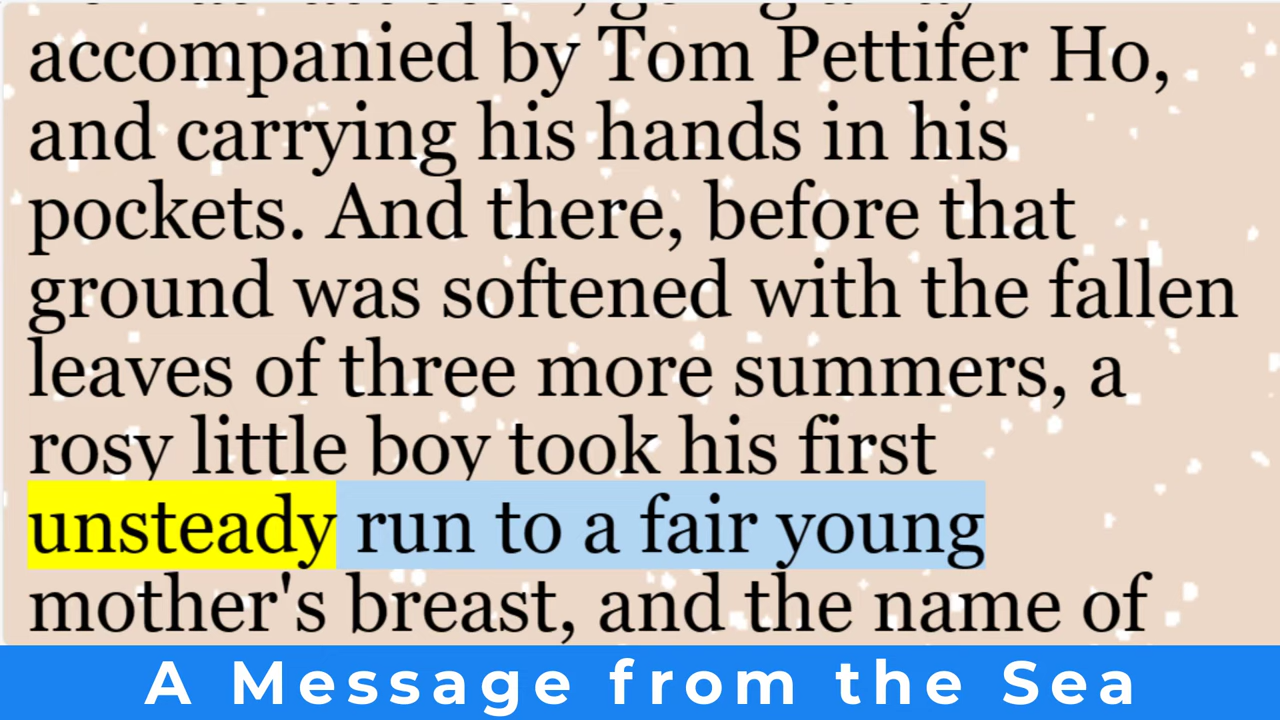 accompanied by Tom Pettifer Ho,
and carrying his hands in his
pockets. And there, before that
ground was softened with the fallen
leaves of three more summers, a
rosy little boy took his first
unsteady run to a fair young
mother's breast, and the name of
A Message from the Sea